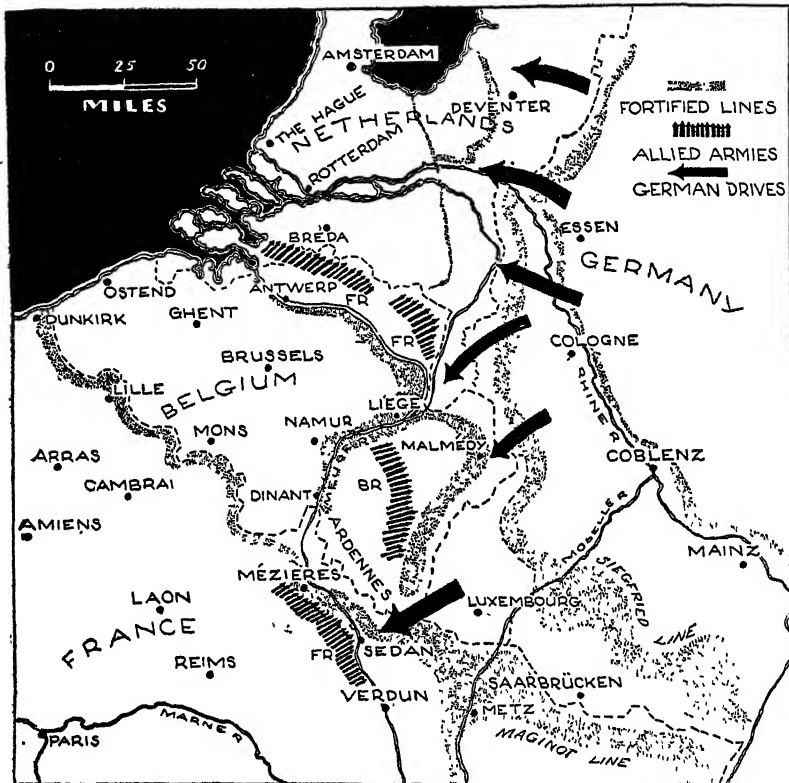 0 25 50
MILES
AMSTERDAM
THE HAGUE
NETHERLANDS
DEVENTER
ROTTERDAM
FORTIFIED LINES
ALLIED ARMIES
GERMAN DRIVES
BREDA
ESSEN
GERMANY
OSTEND
ANTWERP
FR
DUNKIRK
GHENT
FR
COLOGNE
BRUSSELS
RHINE R
LILLE
BELGIUM
LIÉGE
MONS
NAMUR
MALMÉDY
COBLENZ
ARRAS
MEUSE R
CAMBRAI
DINANT
BR
AMIENS
ARDENNES
MOSELLE R
MAINZ
MÉZIERES
SIEGFRIED
LINE
LAON
LUXEMBOURG
FRANCE
REIMS
FR
SEDAN
SAARBRÜCKEN
VERDUN
METZ
MARNE R
MAGINOT LINE
PARIS